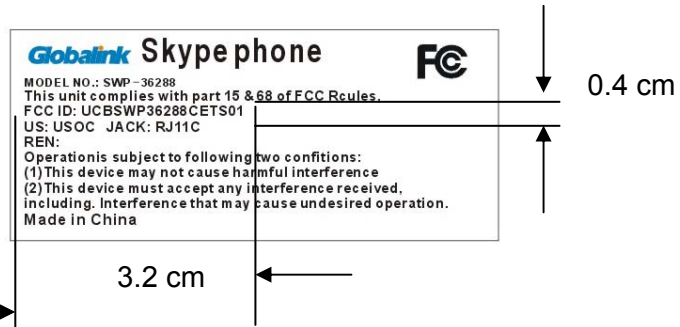 Globalink Skype phone FC
MODEL NO.: SWP-36288
This unit complies with part 15 & 68 of FCC Rcules.
FCC ID: UCBSWP36288CETS01
US: USOC JACK: RJ11C
REN:
Operationis subject to following two confitions:
(1)This device may not cause harmful interference
(2)This device must accept any interference received,
including. Interference that may cause undesired operation.
Made in China
0.4 cm
3.2 cm